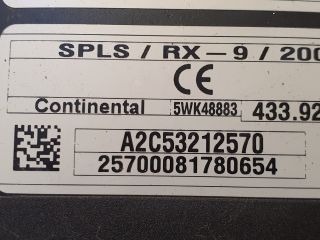 SPLS / RX-9 / 200
CE
Continental 5WK48883 433.92
A2C53212570
25700081780654